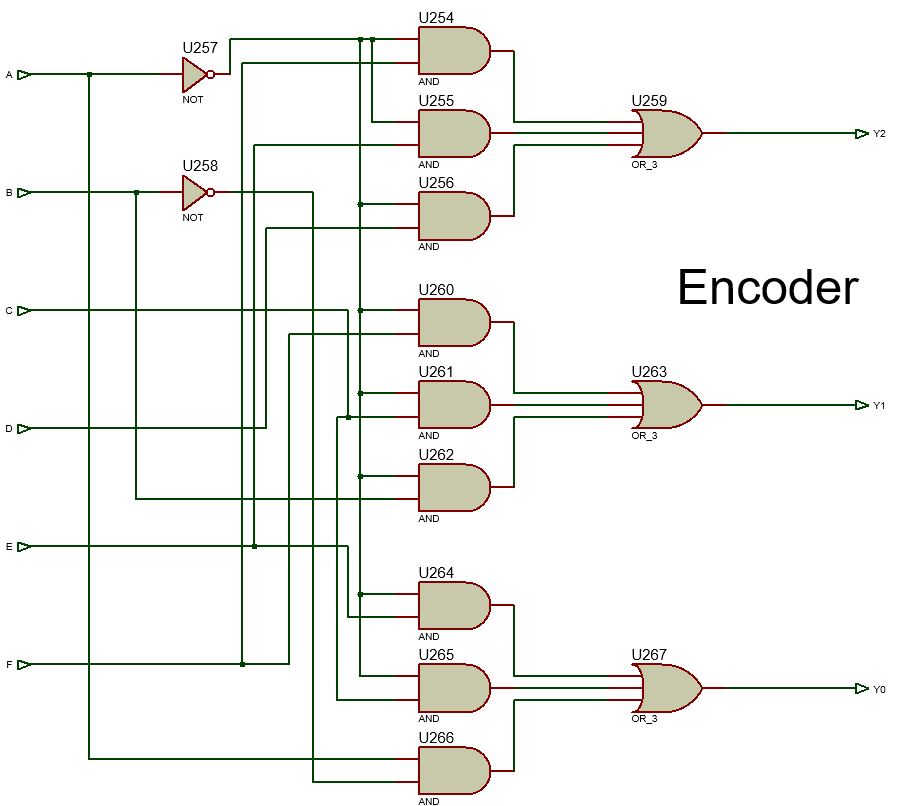 U254
U257
A
AND
NOT
U255
U259
Y2
AND
OR_3
U258
U256
B
NOT
AND
Encoder
U260
C
AND
U261
U263
Y1
D
AND
OR_3
U262
AND
E
U264
AND
U265
U267
F
Y0
AND
OR_3
U266
AND